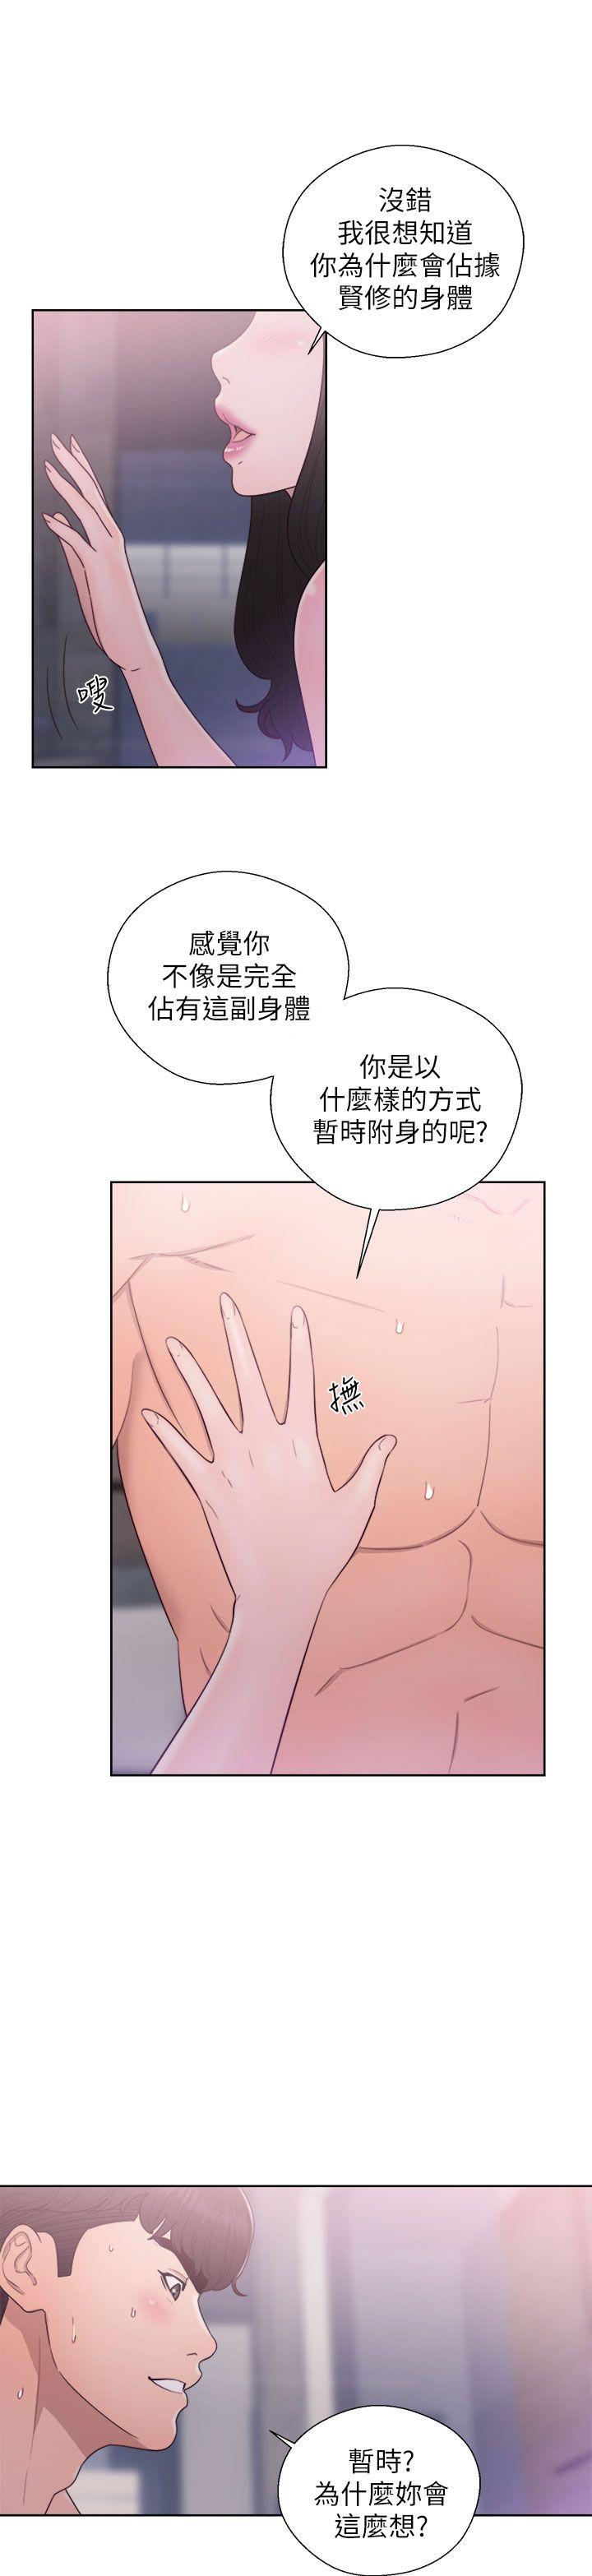 沒錯
我很想知道
你為什麼會佔據
賢修的身體
嗖
感覺你
不像是完全
佔有這副身體
你是以
什麼樣的方式
暫時附身的呢?
撫
暫時?
為什麼妳會
這麼想?